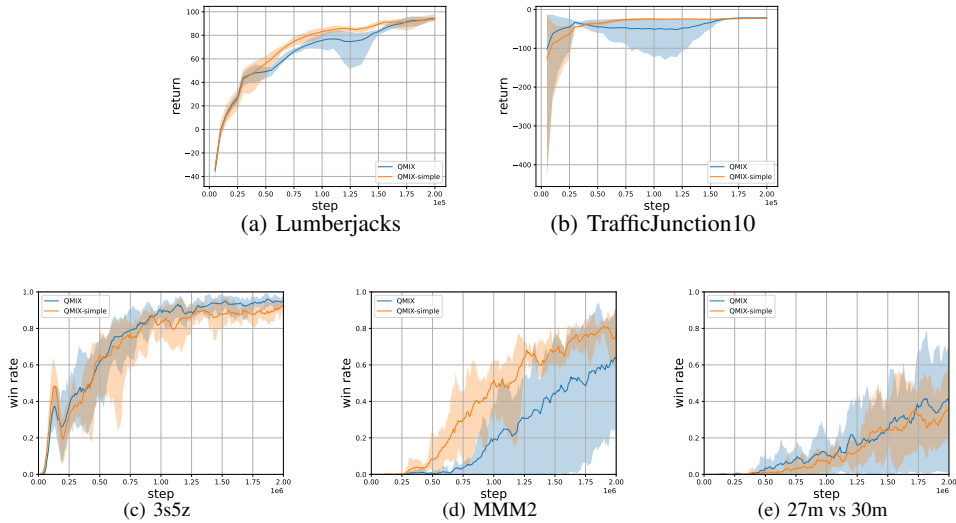 100
80
60
40
20
0
−20
−40
return
0.00 0.25 0.50 0.75 1.00 1.25 1.50 1.75 2.00
step
1e5
QMIX
QMIX-simple
(a) Lumberjacks
0
−100
−200
−300
−400
return
0.00 0.25 0.50 0.75 1.00 1.25 1.50 1.75 2.00
step
1e5
QMIX
QMIX-simple
(b) TrafficJunction10
1.0
0.8
0.6
0.4
0.2
0.0
win rate
QMIX
QMIX-simple
0.00 0.25 0.50 0.75 1.00 1.25 1.50 1.75 2.00
step
1e6
(c) 3s5z
1.0
0.8
0.6
0.4
0.2
0.0
win rate
QMIX
QMIX-simple
0.00 0.25 0.50 0.75 1.00 1.25 1.50 1.75 2.00
step
1e6
(d) MMM2
1.0
0.8
0.6
0.4
0.2
0.0
win rate
QMIX
QMIX-simple
0.00 0.25 0.50 0.75 1.00 1.25 1.50 1.75 2.00
step
1e6
(e) 27m vs 30m